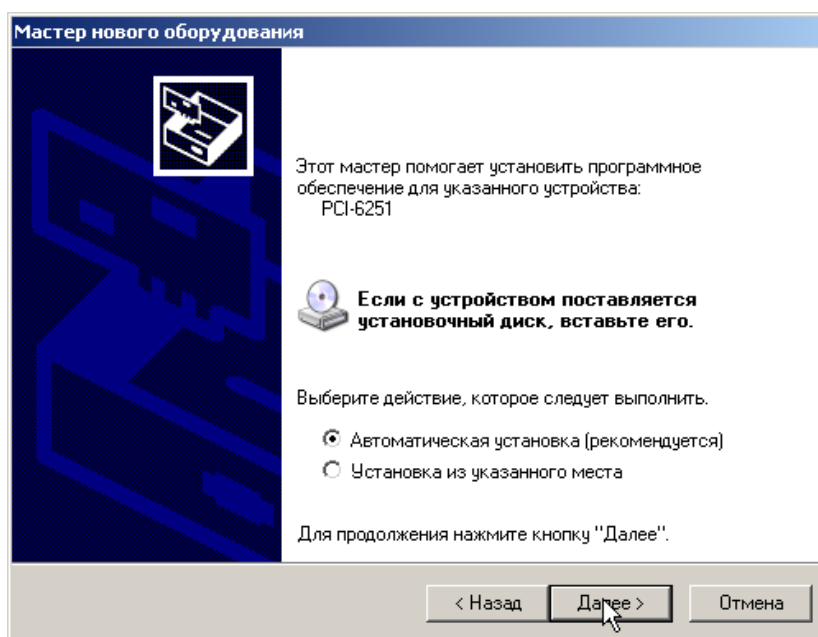 Мастер нового оборудования
Этот мастер помогает установить программное
обеспечение для указанного устройства:
PCI-6251
Если с устройством поставляется
установочный диск, вставьте его.
Выберите действие, которое следует выполнить.
Автоматическая установка (рекомендуется)
Установка из указанного места
Для продолжения нажмите кнопку "Далее".
< Назад
Далее >
Отмена